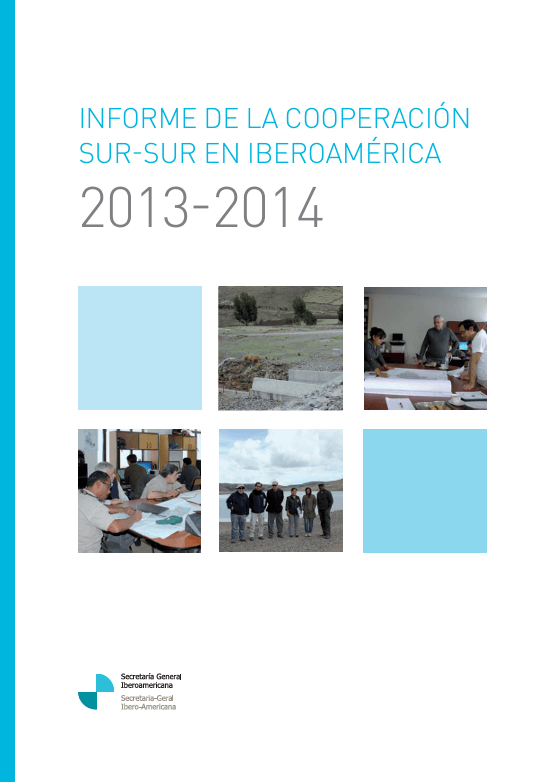 INFORME DE LA COOPERACIÓN
SUR-SUR EN IBEROAMÉRICA
2013-2014
Secretaría General
Iberoamericana
Secretaria-Geral
Ibero-Americana